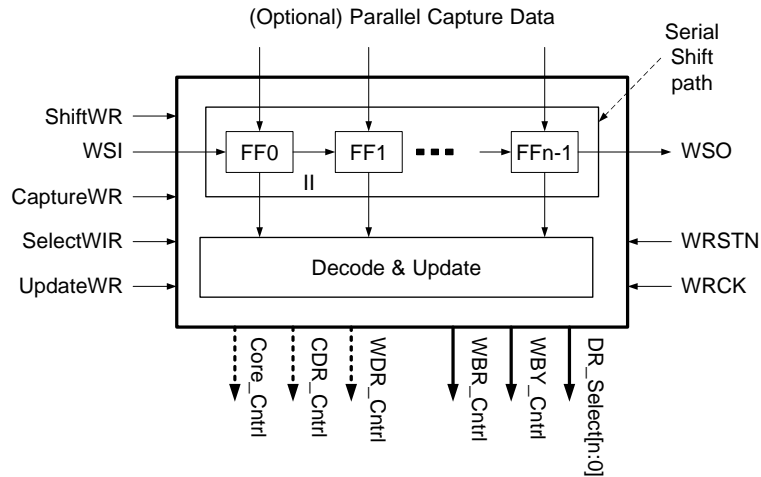 (Optional) Parallel Capture Data
Serial
Shift
path
ShiftWR
WSI
FF0
FF1
FFn-1
WSO
II
CaptureWR
SelectWIR
WRSTN
Decode & Update
UpdateWR
WRCK
Core_Cntrl
CDR_Cntrl
WDR_Cntrl
WBR_Cntrl
WBY_Cntrl
DR_Select[n:0]